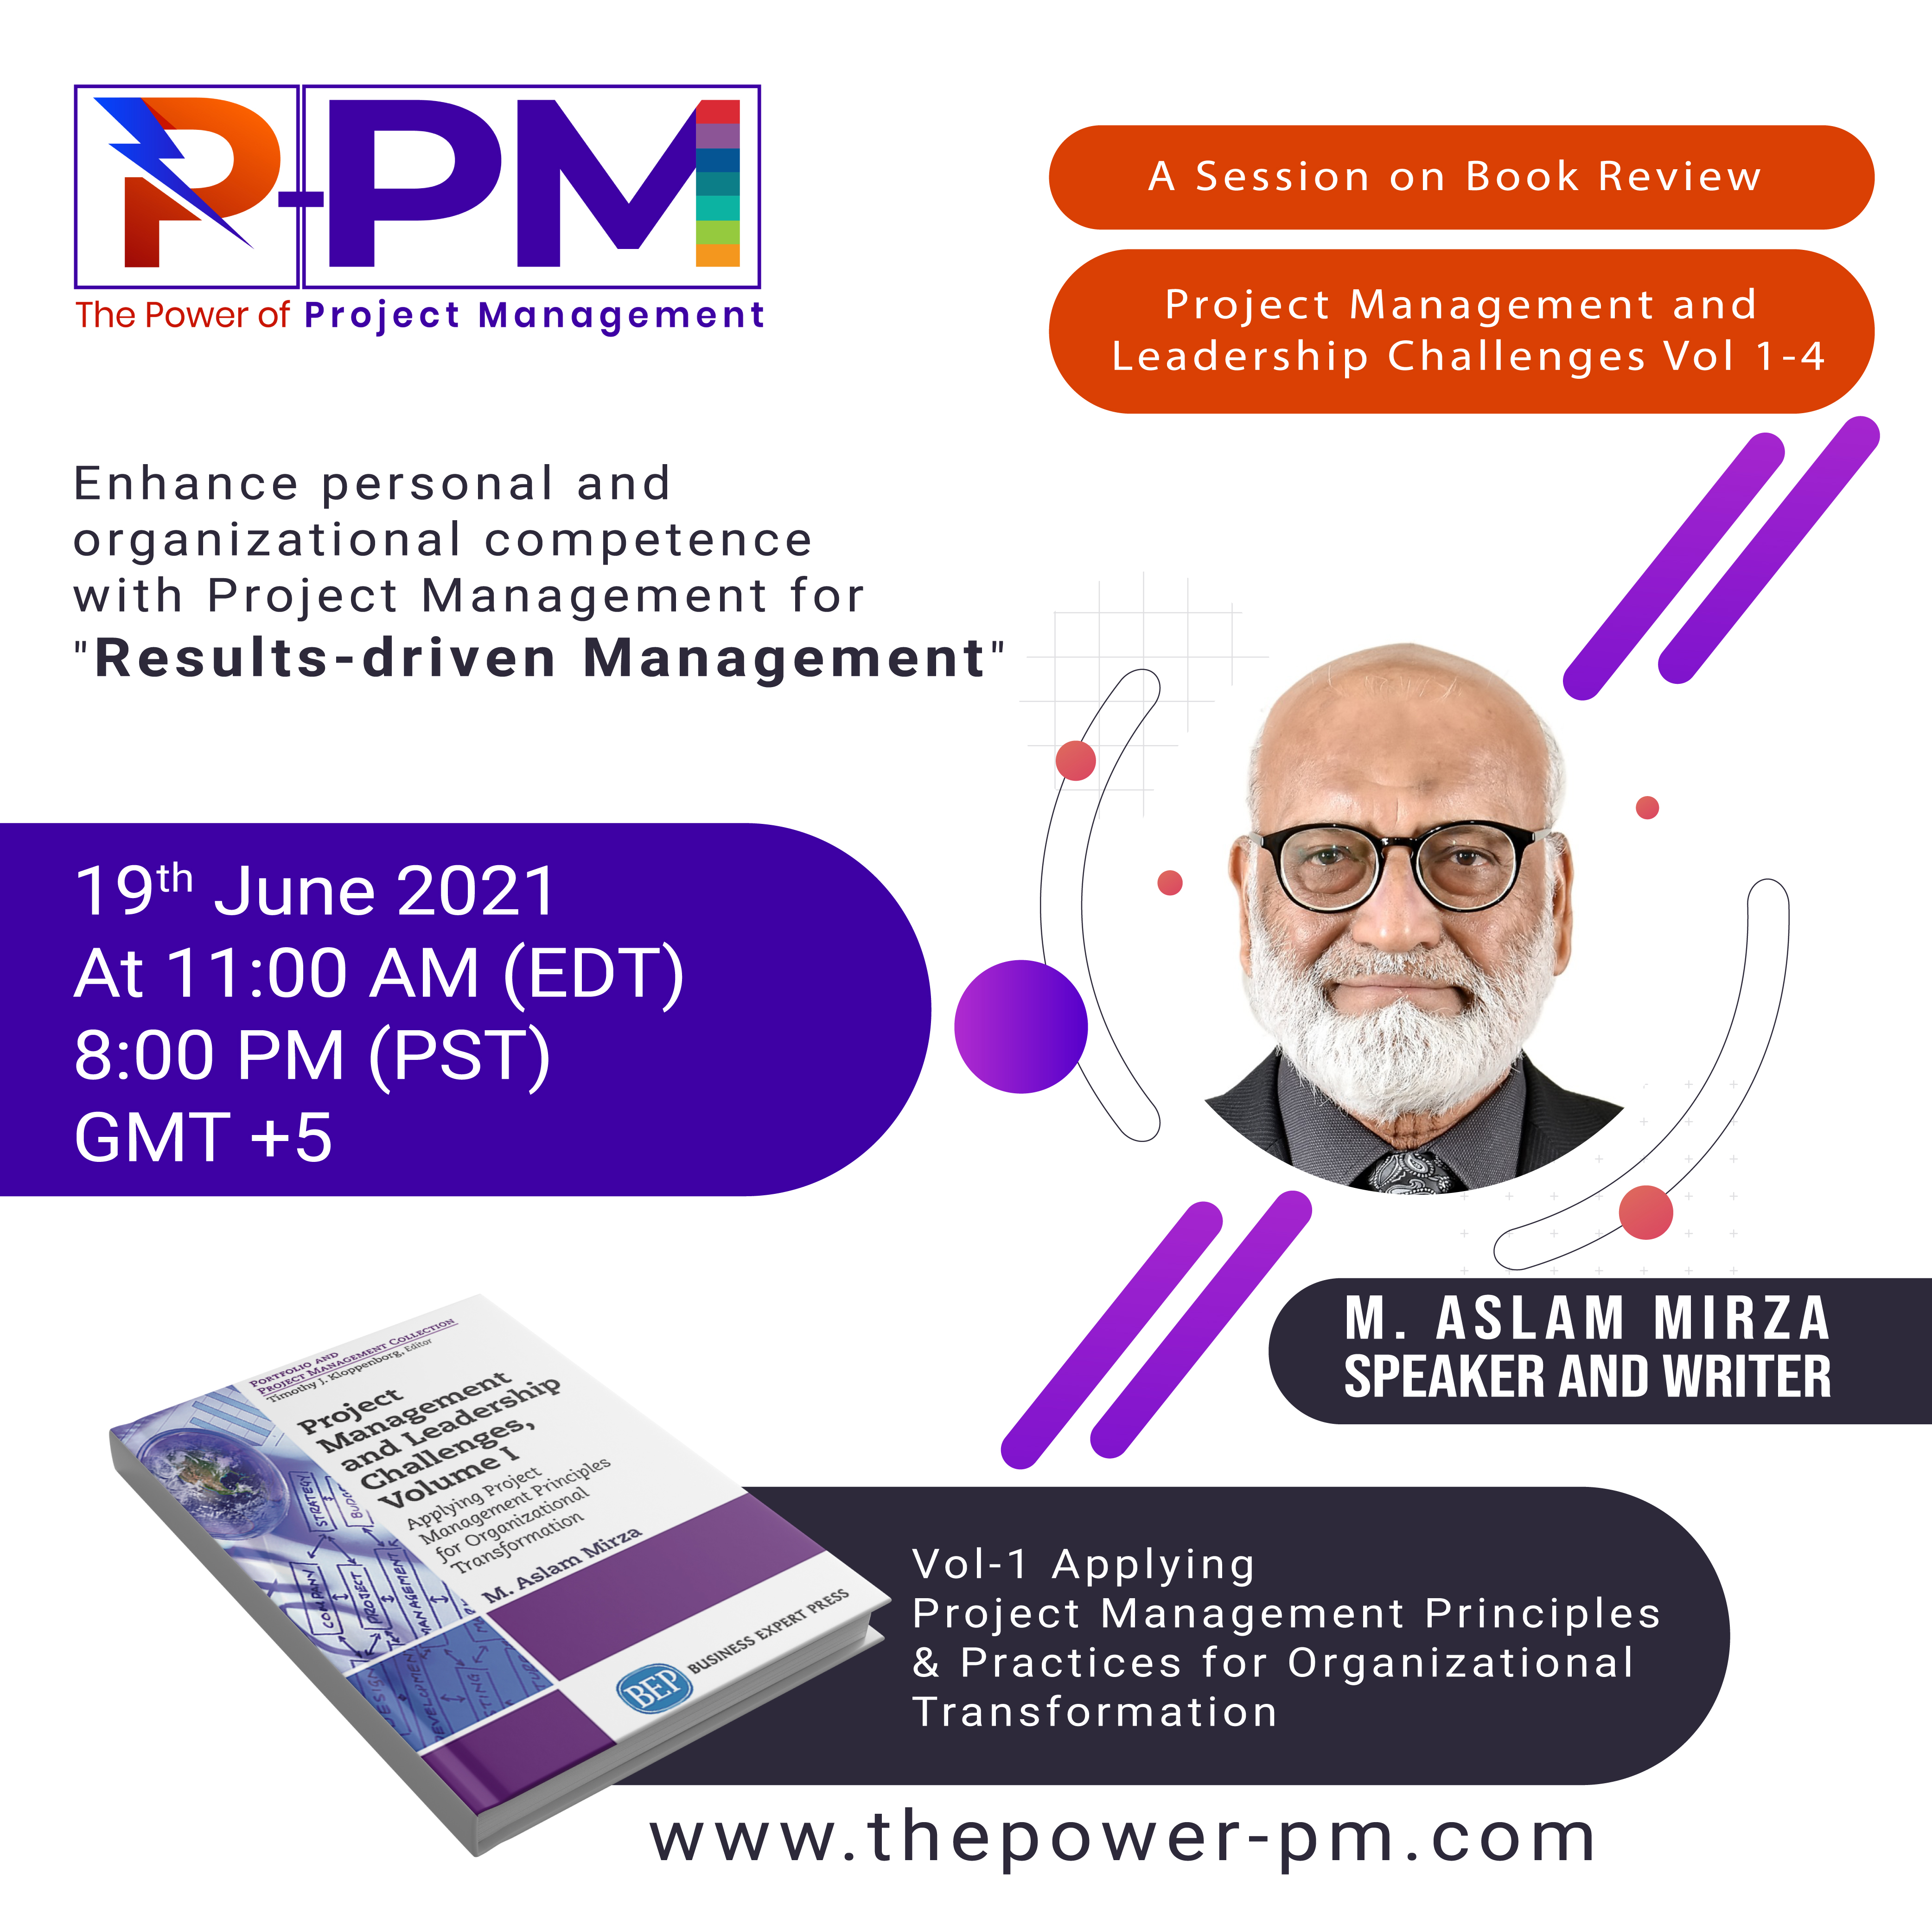 P-PM
The Power of Project Management
A Session on Book Review
Project Management and
Leadership Challenges Vol 1-4
Enhance personal and
organizational competence
with Project Management for
"Results-driven Management"
19th June 2021
At 11:00 AM (EDT)
8:00 PM (PST)
GMT +5
M. ASLAM MIRZA
SPEAKER AND WRITER
PORTFOLIO AND
PROJECT MANAGEMENT COLLECTION
Timothy J. Kloppenborg, Editor
Project
Management
and Leadership
Challenges,
Volume I
Applying Project
Management Principles
for Organizational
Transformation
M. Aslam Mirza
STRATEGY
COMPANY
PROJECT
MANAGEMENT
BEP
BUSINESS EXPERT PRESS
Vol-1 Applying
Project Management Principles
& Practices for Organizational
Transformation
www.thepower-pm.com